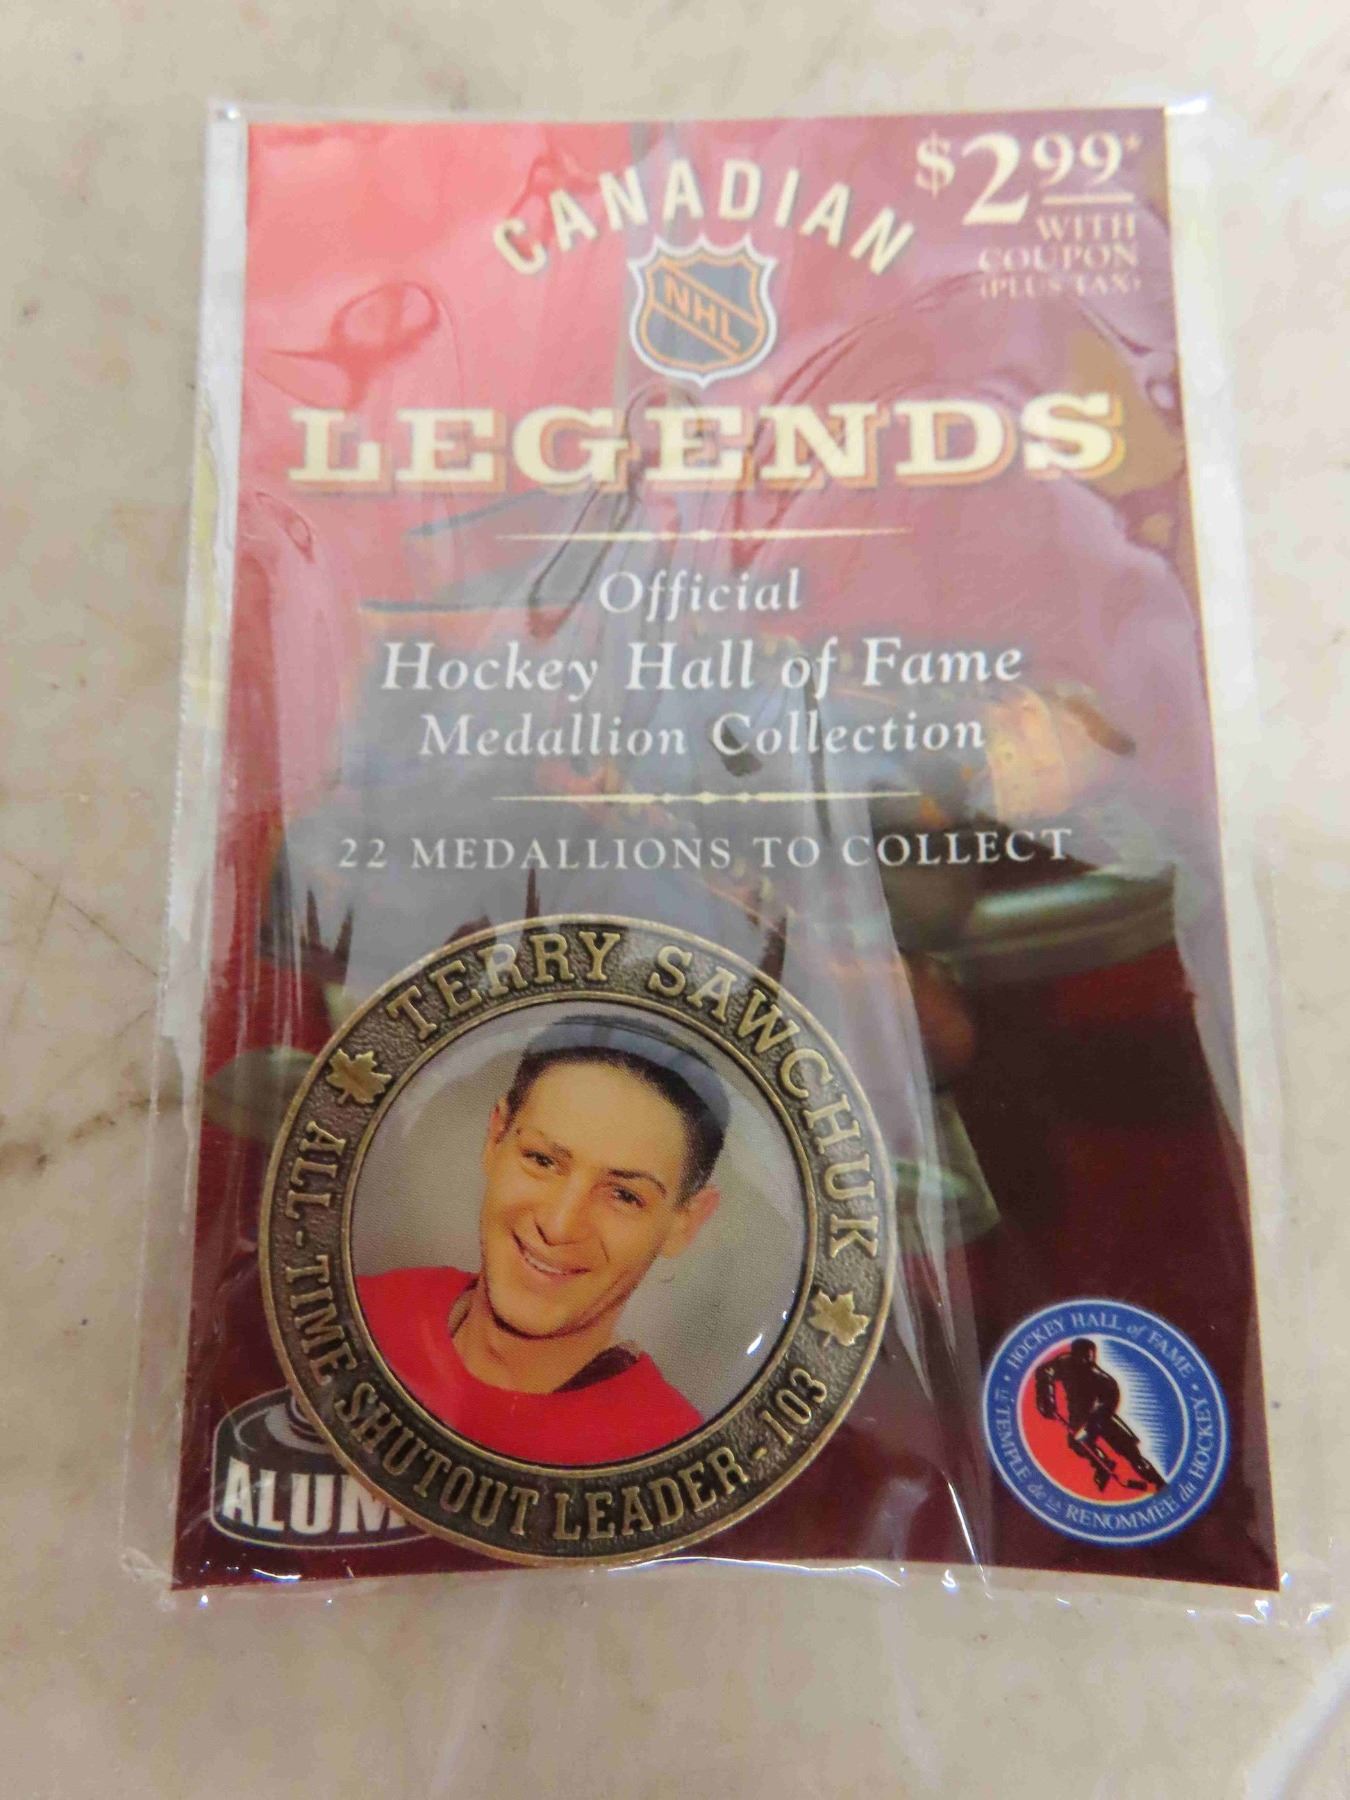 $2.99*
WITH
COUPON
(PLUS TAX)
CANADIAN
NHL
LEGENDS
Official
Hockey Hall of Fame
Medallion Collection
22 MEDALLIONS TO COLLECT
TERRY SAWCHUK
ALL-TIME SHUTOUT LEADER - 103
ALUM
HOCKEY HALL of FAME
LE TEMPLE de LA RENOMMÉE du HOCKEY